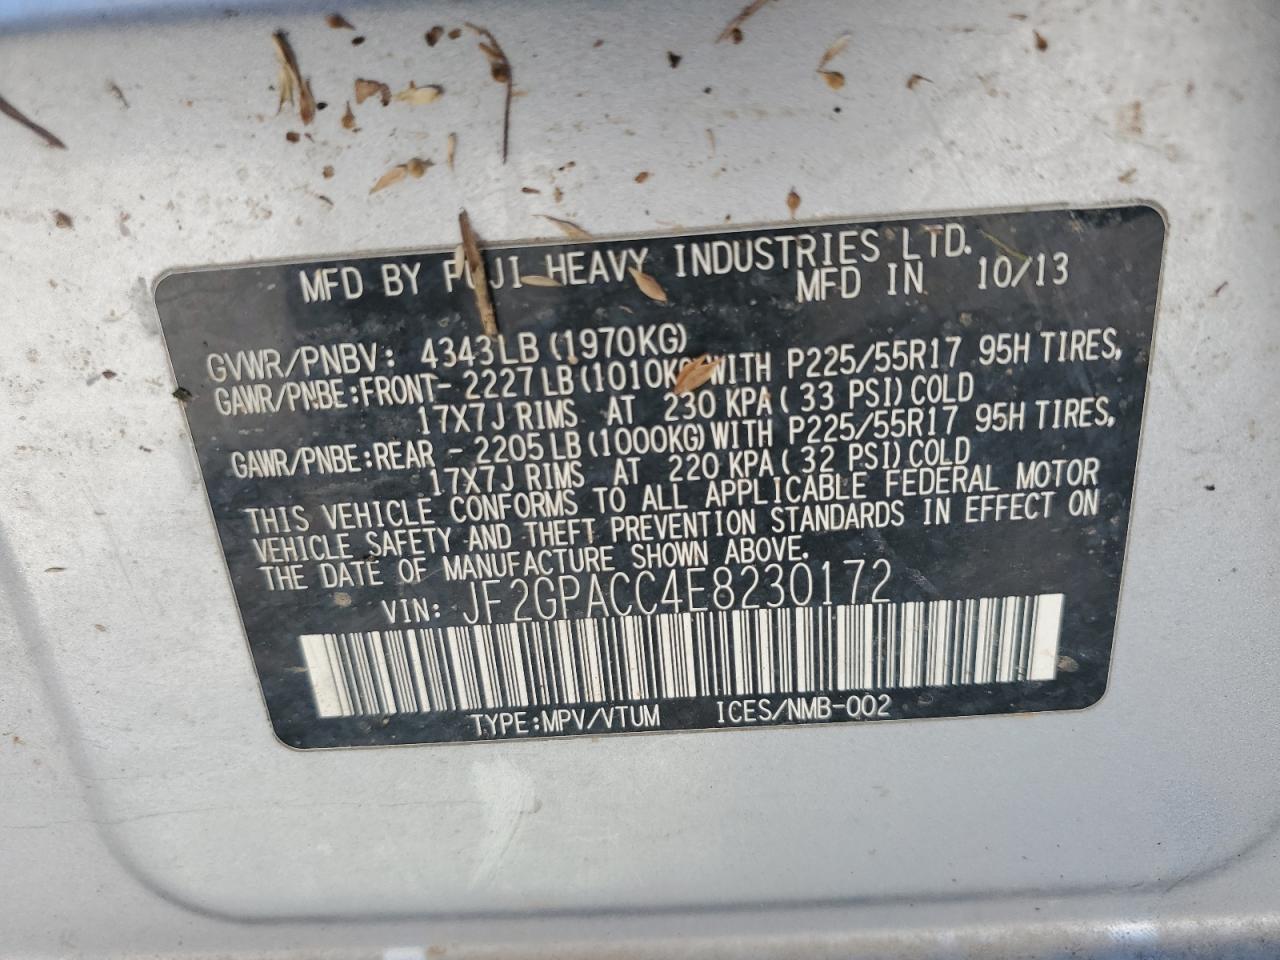 MFD BY FUJI HEAVY INDUSTRIES LTD.
MFD IN 10/13
GVWR/PNBV: 4343LB (1970KG)
GAWR/PNBE:FRONT-2227LB(1010KG)WITH P225/55R17 95H TIRES,
17X7J RIMS AT 230 KPA( 33 PSI)COLD
GAWR/PNBE:REAR -2205LB(1000KG)WITH P225/55R17 95H TIRES,
17X7J RIMS AT 220 KPA( 32 PSI)COLD
THIS VEHICLE CONFORMS TO ALL APPLICABLE FEDERAL MOTOR
VEHICLE SAFETY AND THEFT PREVENTION STANDARDS IN EFFECT ON
THE DATE OF MANUFACTURE SHOWN ABOVE.
VIN: JF2GPACC4E8230172
TYPE:MPV/VTUM ICES/NMB-002